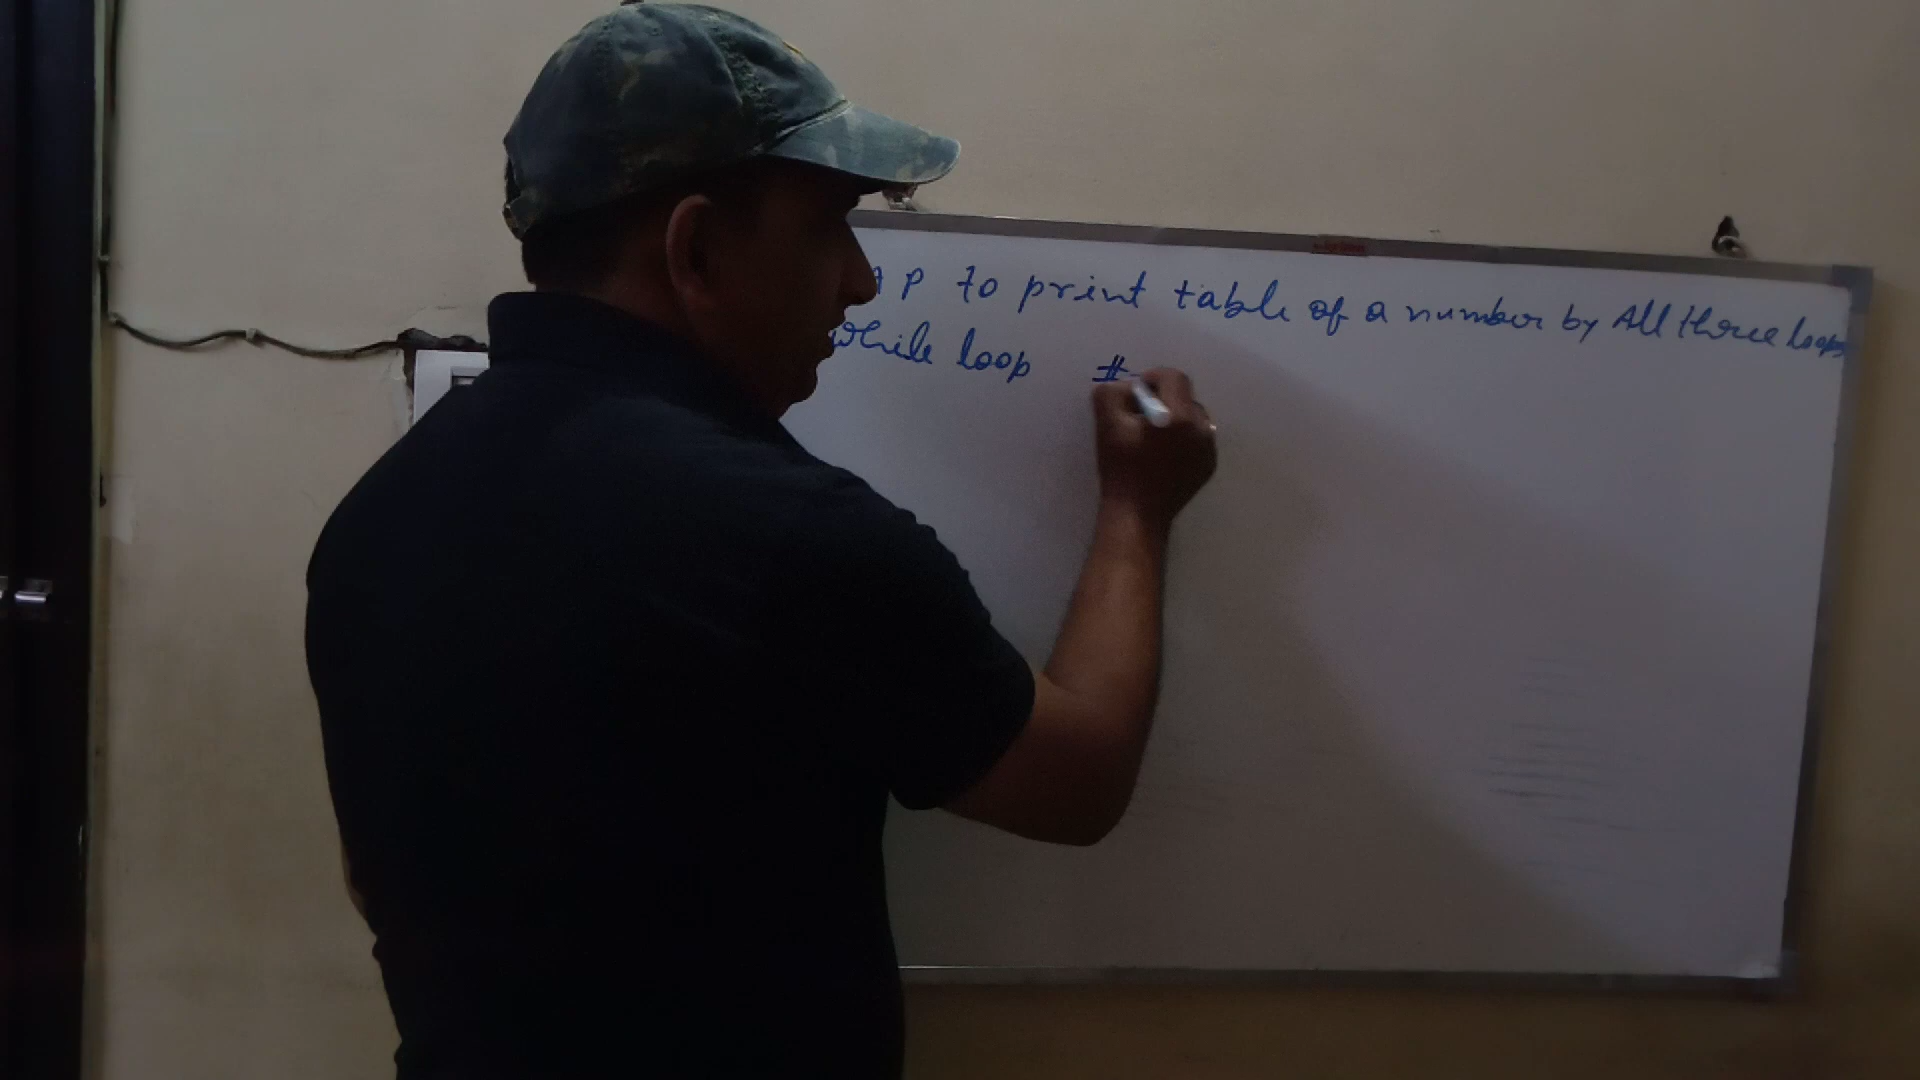 A P to print table of a number by All three loops
while loop #